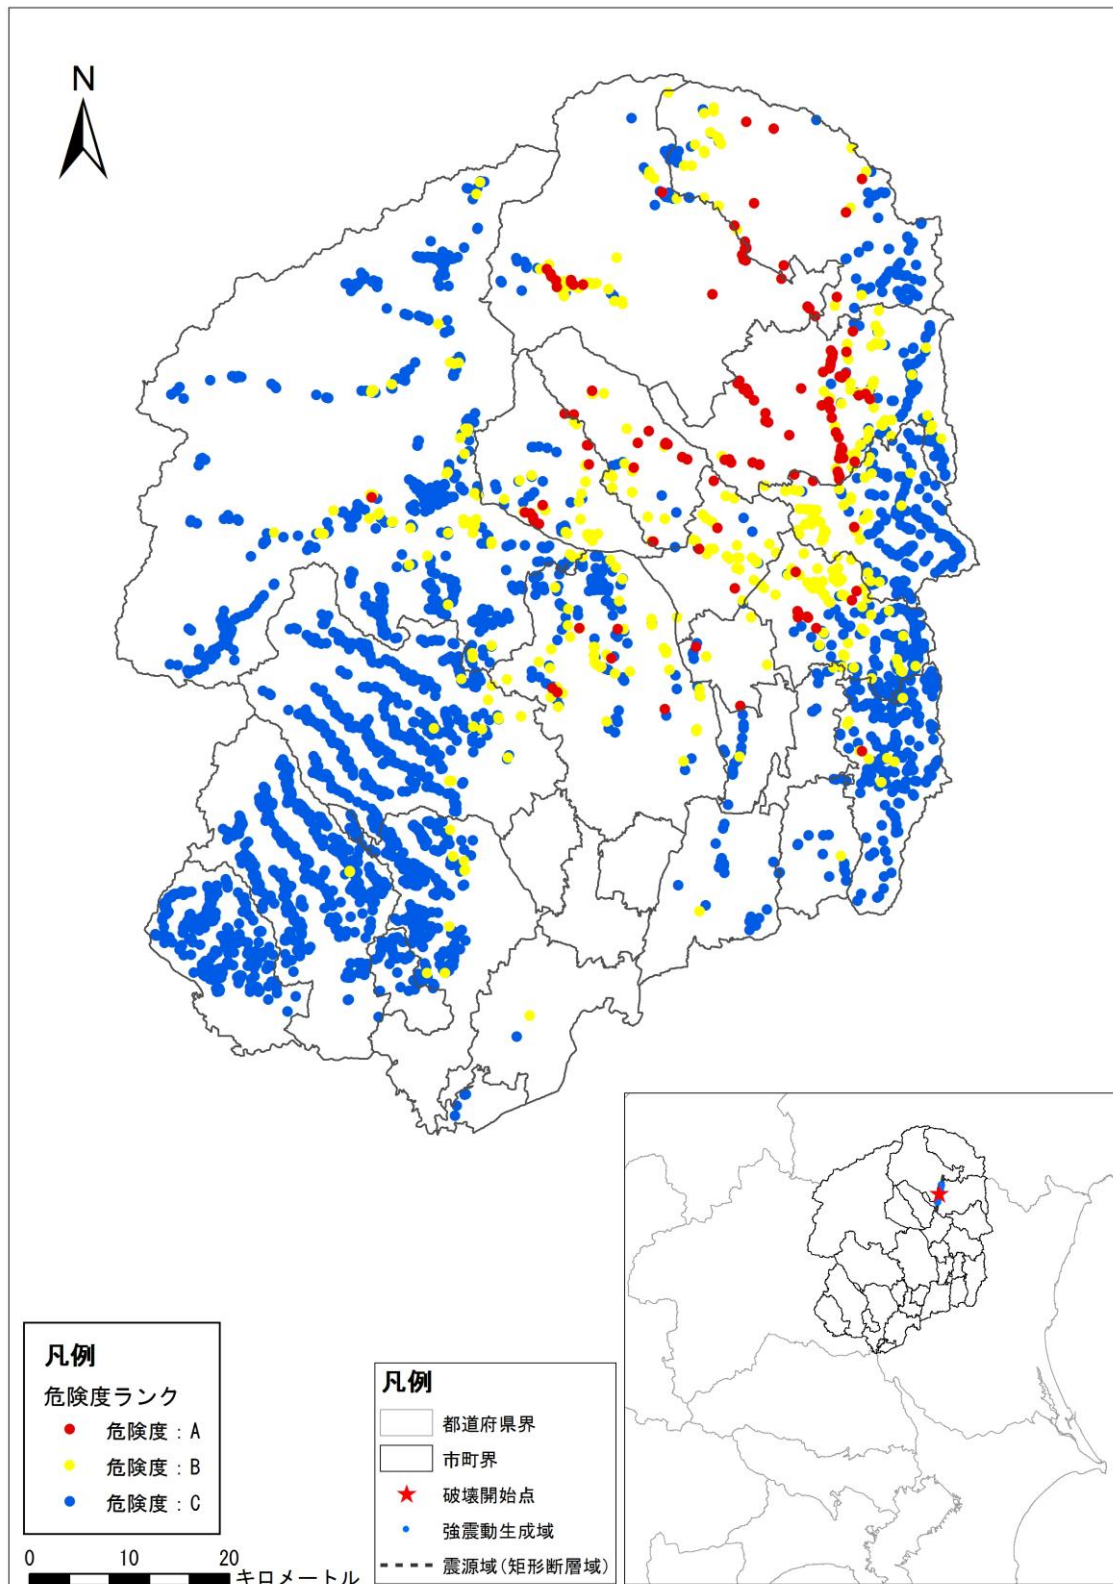 N
凡例
危険度ランク
危険度：A
危険度：B
危険度：C
0 10 20
キロメートル
凡例
都道府県界
市町界
破壊開始点
強震動生成域
震源域(矩形断層域)